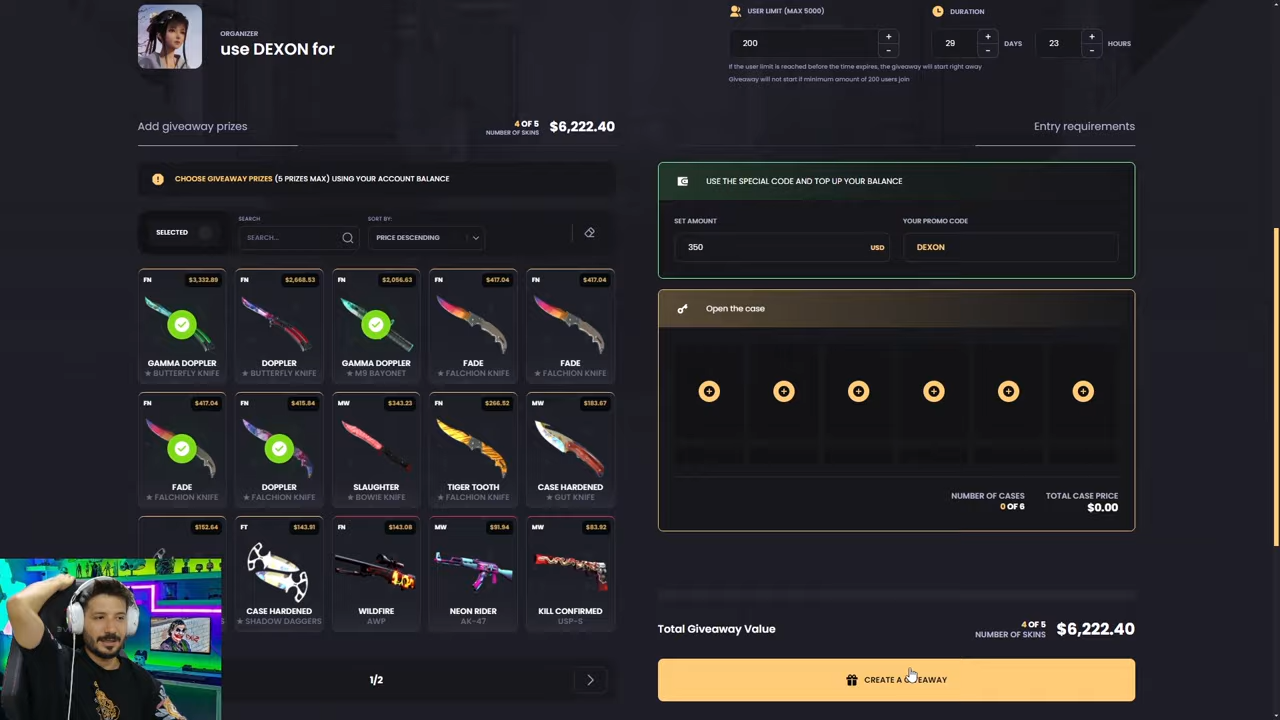 ORGANIZER
use DEXON for
USER LIMIT (MAX 5000)
DURATION
200
+
-
29
+
-
DAYS
23
+
-
HOURS
If the user limit is reached before the time expires, the giveaway will start right away
Giveaway will not start if minimum amount of 200 users join
Add giveaway prizes
4 OF 5
NUMBER OF SKINS
$6,222.40
Entry requirements
CHOOSE GIVEAWAY PRIZES (5 PRIZES MAX) USING YOUR ACCOUNT BALANCE
USE THE SPECIAL CODE AND TOP UP YOUR BALANCE
SELECTED
SEARCH
SEARCH...
SORT BY:
PRICE DESCENDING
SET AMOUNT
350
USD
YOUR PROMO CODE
DEXON
FN $3,332.89
GAMMA DOPPLER
★ BUTTERFLY KNIFE
FN $2,668.53
DOPPLER
★ BUTTERFLY KNIFE
FN $2,056.63
GAMMA DOPPLER
★ M9 BAYONET
FN $417.04
FADE
★ FALCHION KNIFE
FN $417.04
FADE
★ FALCHION KNIFE
Open the case
FN $417.04
FADE
★ FALCHION KNIFE
FN $415.84
DOPPLER
★ FALCHION KNIFE
MW $343.23
SLAUGHTER
★ BOWIE KNIFE
FN $266.52
TIGER TOOTH
★ FALCHION KNIFE
MW $183.67
CASE HARDENED
★ GUT KNIFE
NUMBER OF CASES
0 OF 6
TOTAL CASE PRICE
$0.00
$152.64
FT $143.91
CASE HARDENED
★ SHADOW DAGGERS
FN $143.08
WILDFIRE
AWP
MW $91.94
NEON RIDER
AK-47
MW $83.92
KILL CONFIRMED
USP-S
Total Giveaway Value
4 OF 5
NUMBER OF SKINS
$6,222.40
1/2
CREATE A GIVEAWAY